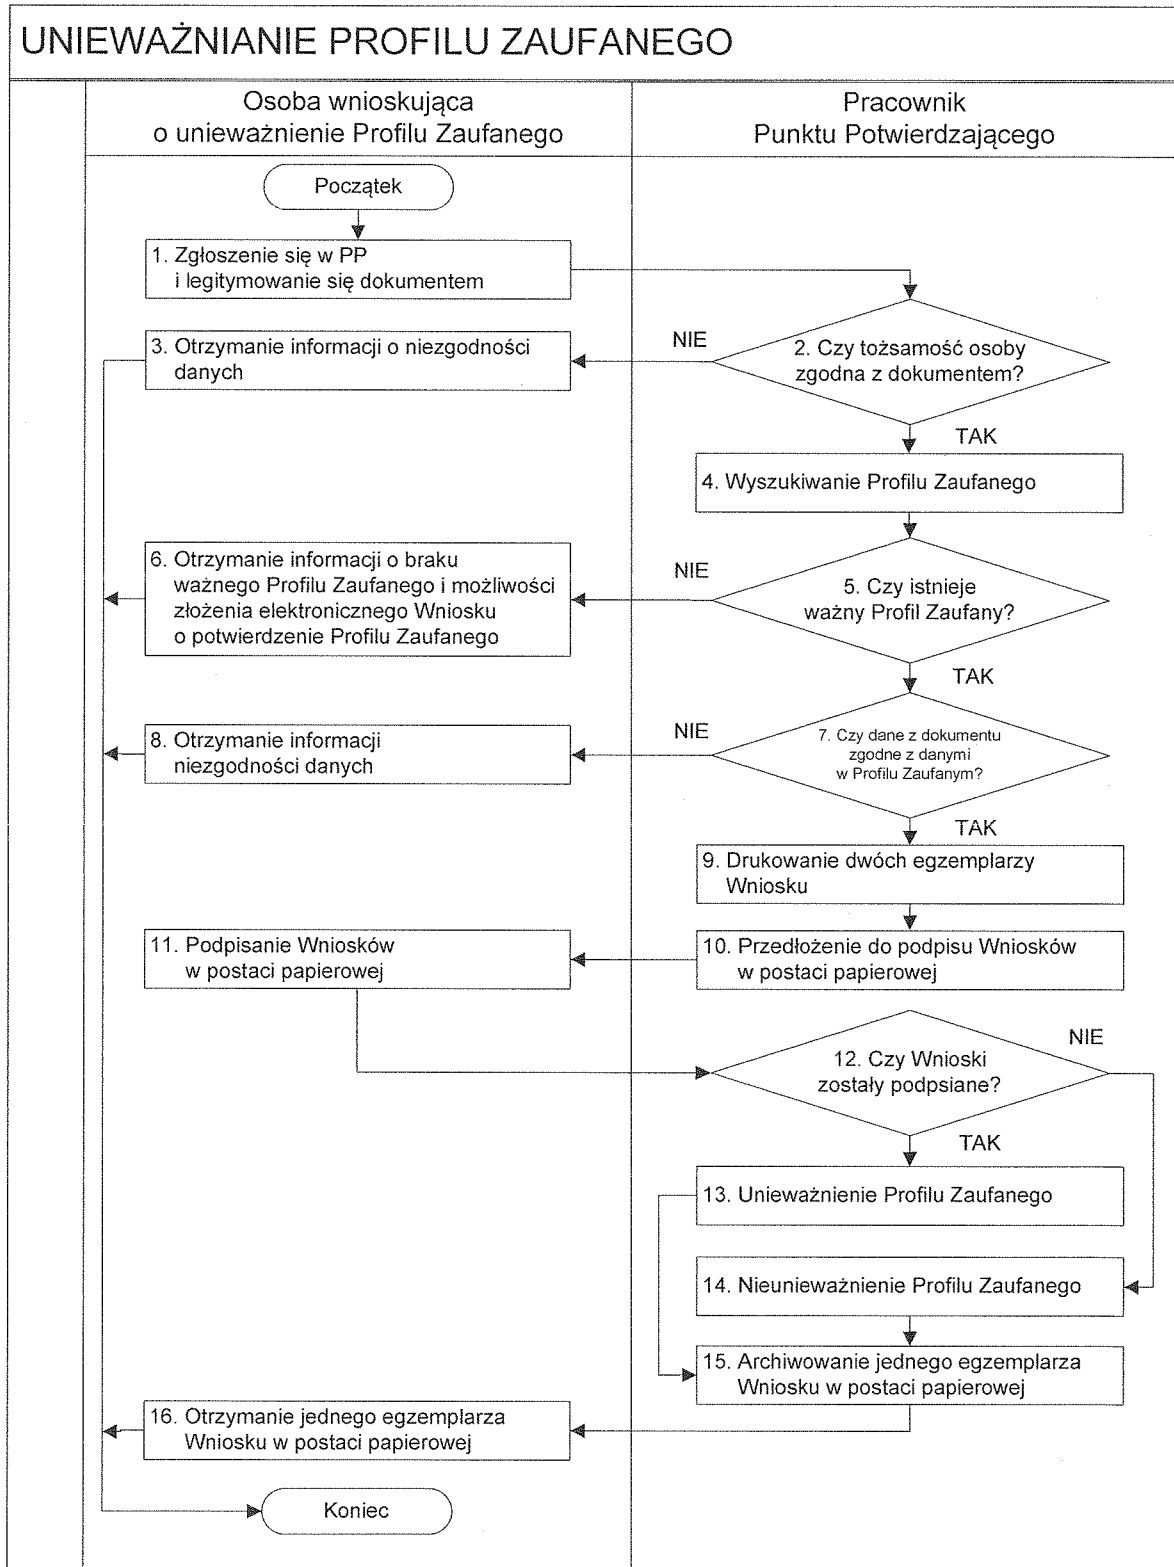 UNIEWAŻNIANIE PROFILU ZAUFANEGO
Osoba wnioskująca
o unieważnienie Profilu Zaufanego
Pracownik
Punktu Potwierdzającego
Początek
1. Zgłoszenie się w PP
i legitymowanie się dokumentem
2. Czy tożsamość osoby
zgodna z dokumentem?
NIE
3. Otrzymanie informacji o niezgodności
danych
TAK
4. Wyszukiwanie Profilu Zaufanego
5. Czy istnieje
ważny Profil Zaufany?
NIE
6. Otrzymanie informacji o braku
ważnego Profilu Zaufanego i możliwości
złożenia elektronicznego Wniosku
o potwierdzenie Profilu Zaufanego
TAK
7. Czy dane z dokumentu
zgodne z danymi
w Profilu Zaufanym?
NIE
8. Otrzymanie informacji
niezgodności danych
TAK
9. Drukowanie dwóch egzemplarzy
Wniosku
10. Przedłożenie do podpisu Wniosków
w postaci papierowej
11. Podpisanie Wniosków
w postaci papierowej
12. Czy Wnioski
zostały podpsiane?
NIE
TAK
13. Unieważnienie Profilu Zaufanego
14. Nieunieważnienie Profilu Zaufanego
15. Archiwowanie jednego egzemplarza
Wniosku w postaci papierowej
16. Otrzymanie jednego egzemplarza
Wniosku w postaci papierowej
Koniec